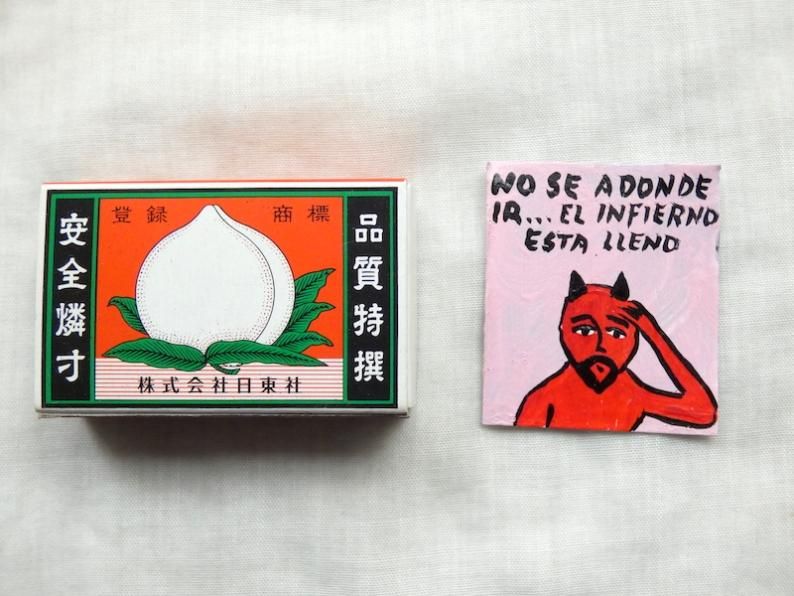 登録 商標
安全燐寸
品質特撰
株式会社日東社
NO SE ADONDE
IR... EL INFIERNO
ESTA LLENO